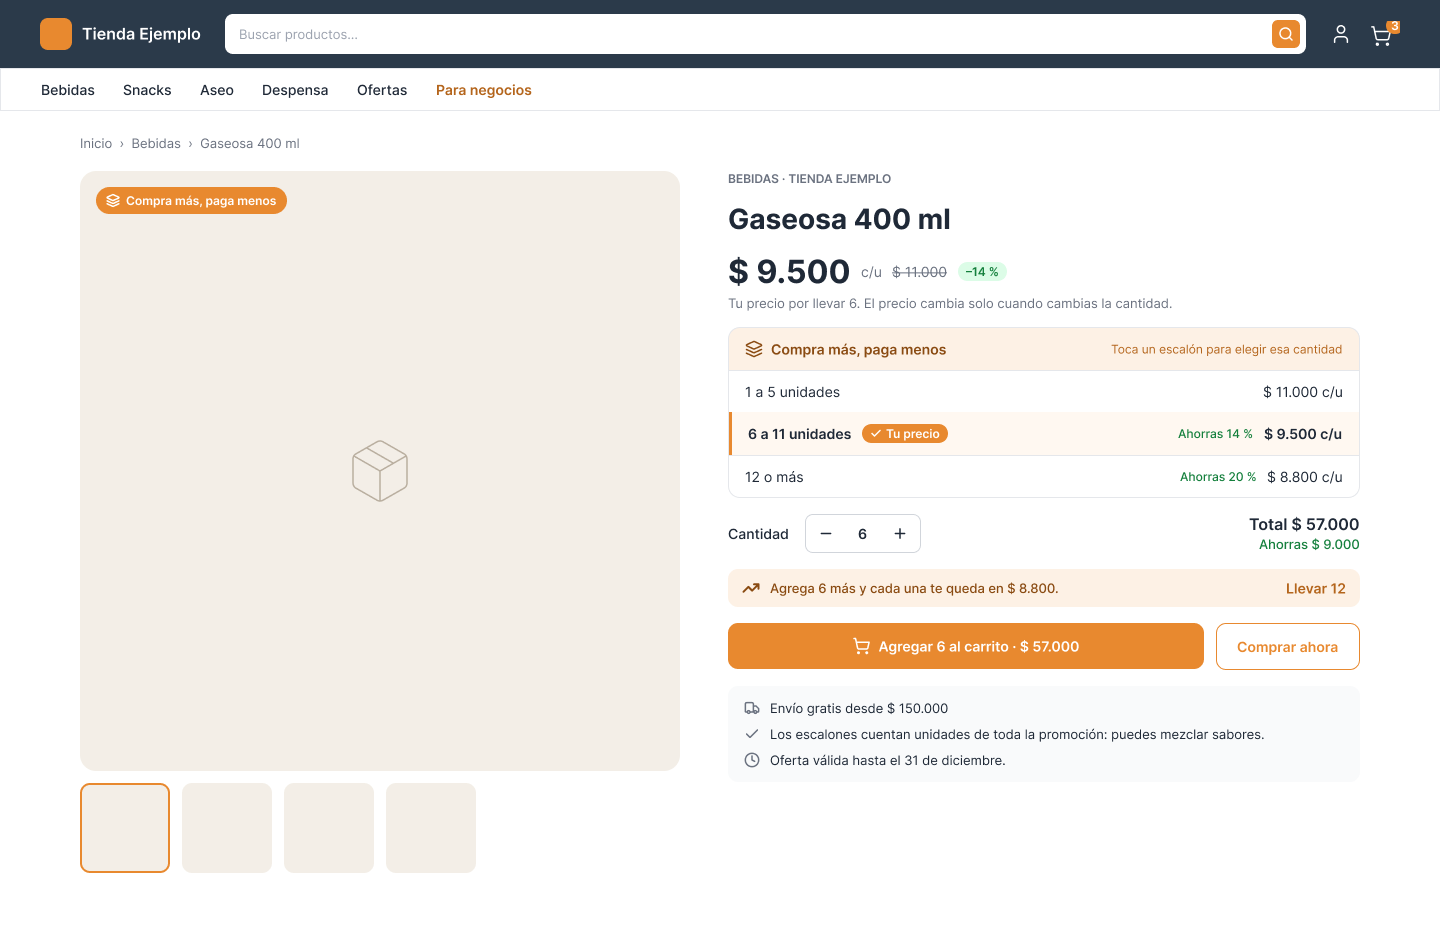 Tienda Ejemplo
Buscar productos...
3
Bebidas Snacks Aseo Despensa Ofertas Para negocios
Inicio › Bebidas › Gaseosa 400 ml
Compra más, paga menos
BEBIDAS · TIENDA EJEMPLO
Gaseosa 400 ml
$ 9.500 c/u $ 11.000 −14 %
Tu precio por llevar 6. El precio cambia solo cuando cambias la cantidad.
Compra más, paga menos Toca un escalón para elegir esa cantidad
1 a 5 unidades $ 11.000 c/u
6 a 11 unidades Tu precio Ahorras 14 % $ 9.500 c/u
12 o más Ahorras 20 % $ 8.800 c/u
Cantidad − 6 + Total $ 57.000
Ahorras $ 9.000
Agrega 6 más y cada una te queda en $ 8.800. Llevar 12
Agregar 6 al carrito · $ 57.000 Comprar ahora
Envío gratis desde $ 150.000
Los escalones cuentan unidades de toda la promoción: puedes mezclar sabores.
Oferta válida hasta el 31 de diciembre.